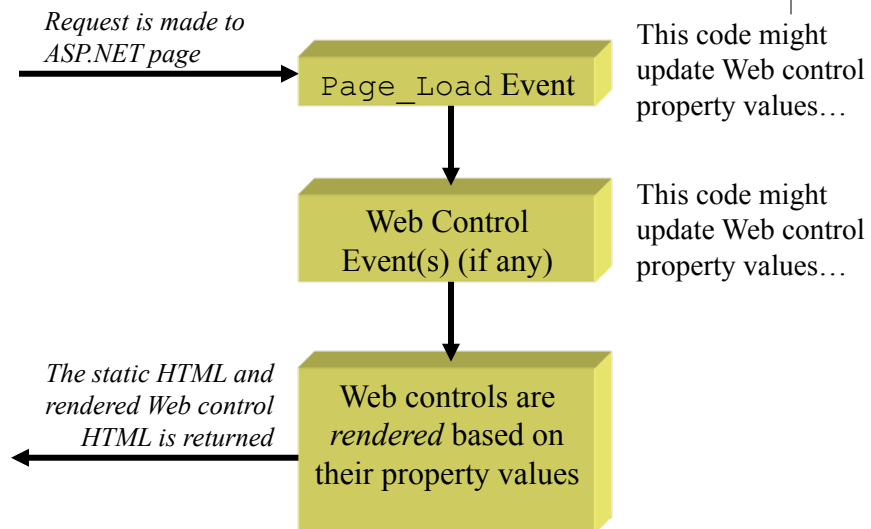 Request is made to
ASP.NET page
Page_Load Event
This code might
update Web control
property values…
Web Control
Event(s) (if any)
This code might
update Web control
property values…
The static HTML and
rendered Web control
HTML is returned
Web controls are
rendered based on
their property values